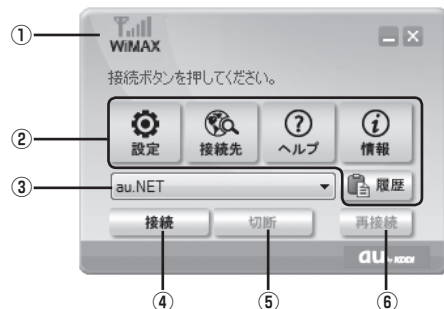 ①
WiMAX
接続ボタンを押してください。
②
設定 接続先 ヘルプ 情報
③
au.NET
履歴
接続 切断 再接続
au by KDDI
④ ⑤ ⑥